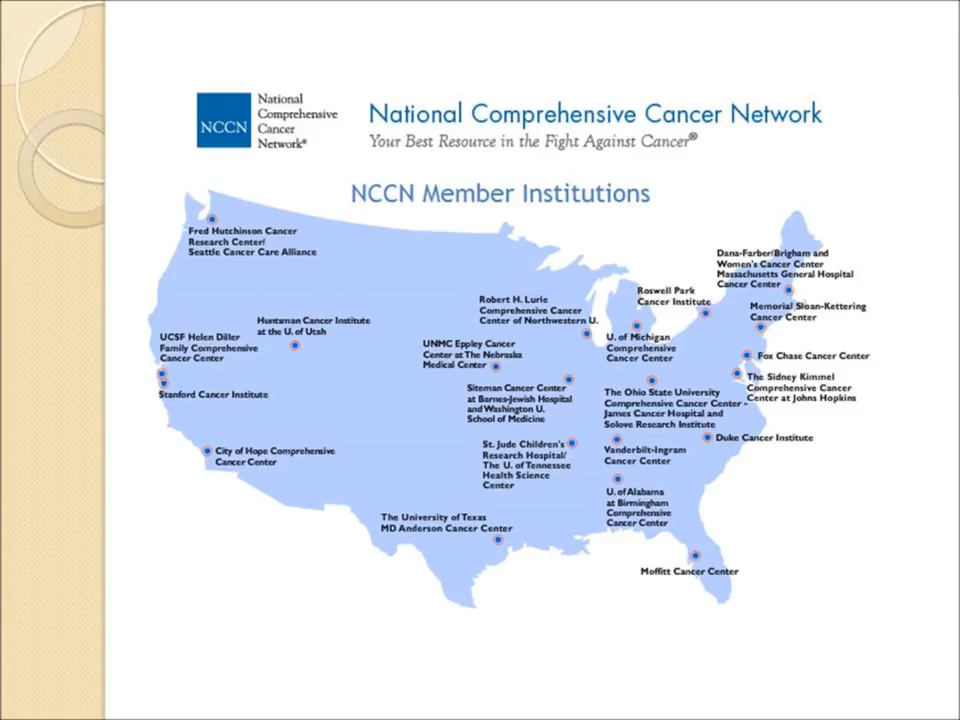 NCCN
National
Comprehensive
Cancer
Network®
National Comprehensive Cancer Network
Your Best Resource in the Fight Against Cancer®
NCCN Member Institutions
Fred Hutchinson Cancer
Research Center/
Seattle Cancer Care Alliance
Dana-Farber/Brigham and
Women's Cancer Center
Massachusetts General Hospital
Cancer Center
Roswell Park
Cancer Institute
Robert H. Lurie
Comprehensive Cancer
Center of Northwestern U.
Memorial Sloan-Kettering
Cancer Center
Huntsman Cancer Institute
at the U. of Utah
UCSF Helen Diller
Family Comprehensive
Cancer Center
UNMC Eppley Cancer
Center at The Nebraska
Medical Center
U. of Michigan
Comprehensive
Cancer Center
Fox Chase Cancer Center
The Sidney Kimmel
Comprehensive Cancer
Center at Johns Hopkins
Stanford Cancer Institute
Siteman Cancer Center
at Barnes-Jewish Hospital
and Washington U.
School of Medicine
The Ohio State University
Comprehensive Cancer Center -
James Cancer Hospital and
Solove Research Institute
Duke Cancer Institute
City of Hope Comprehensive
Cancer Center
St. Jude Children's
Research Hospital/
The U. of Tennessee
Health Science
Center
Vanderbilt-Ingram
Cancer Center
U. of Alabama
at Birmingham
Comprehensive
Cancer Center
The University of Texas
MD Anderson Cancer Center
Moffitt Cancer Center